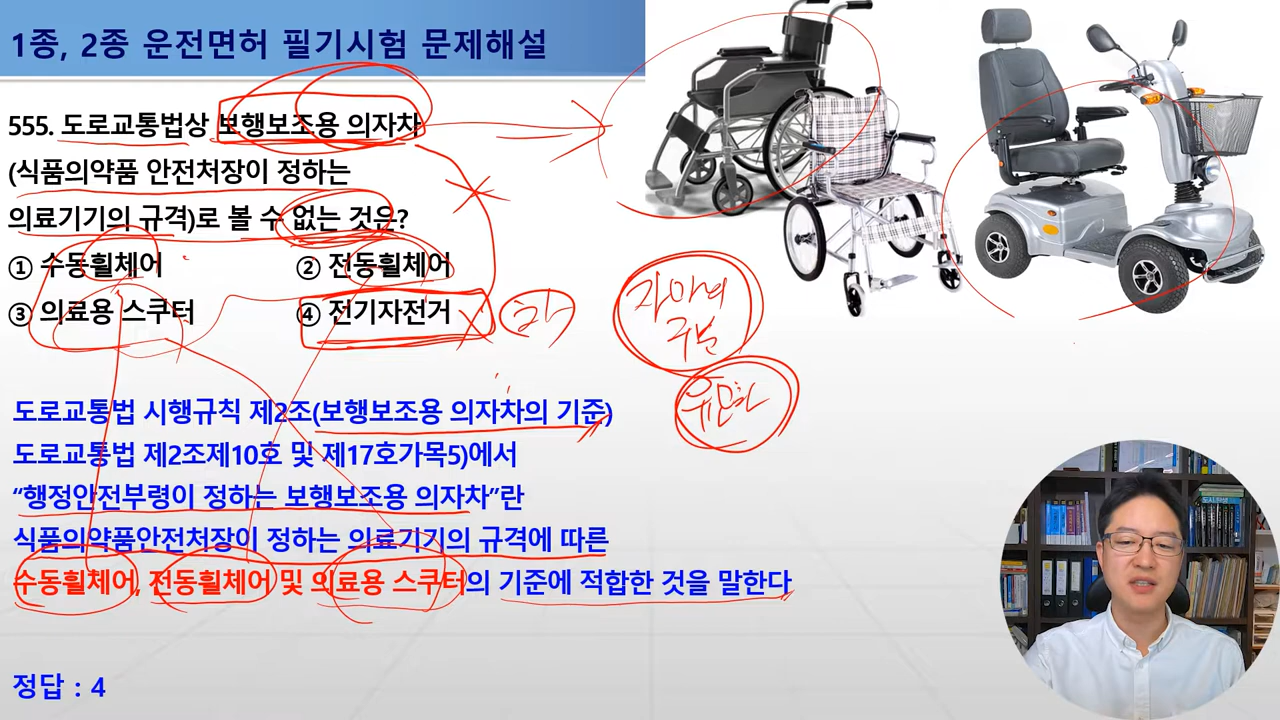 1종, 2종 운전면허 필기시험 문제해설
555. 도로교통법상 보행보조용 의자차
(식품의약품 안전처장이 정하는
의료기기의 규격)로 볼 수 없는 것은?
① 수동휠체어 ② 전동휠체어
③ 의료용 스쿠터 ④ 전기자전거
차
유모차
도로교통법 시행규칙 제2조(보행보조용 의자차의 기준)
도로교통법 제2조제10호 및 제17호가목5)에서
“행정안전부령이 정하는 보행보조용 의자차”란
식품의약품안전처장이 정하는 의료기기의 규격에 따른
수동휠체어, 전동휠체어 및 의료용 스쿠터의 기준에 적합한 것을 말한다
정답 : 4